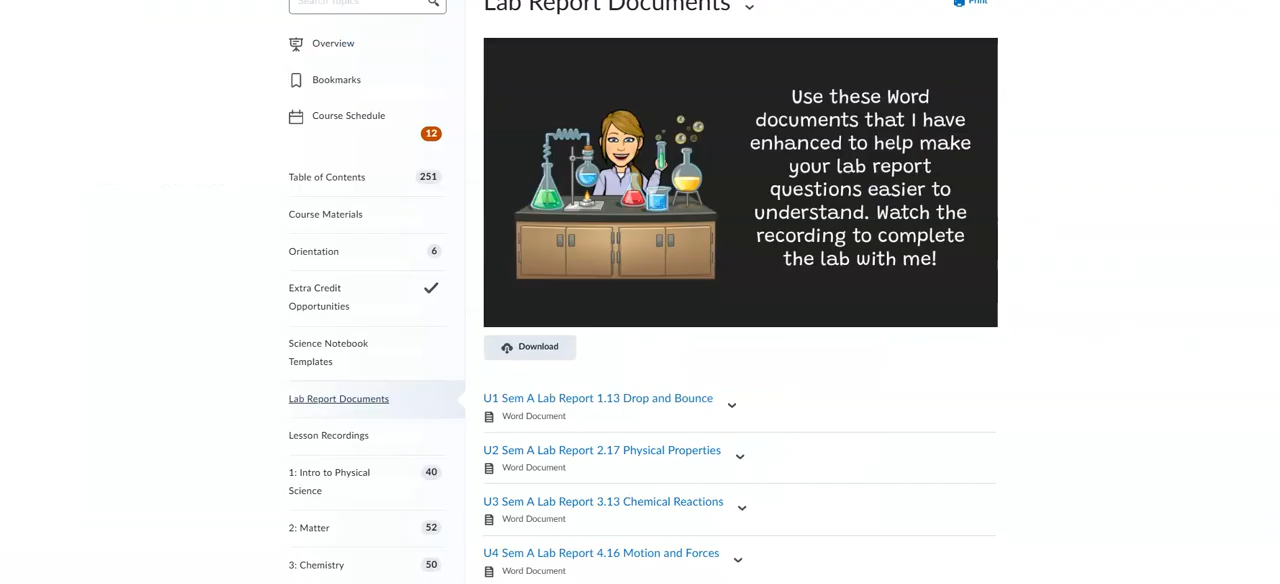 Search Topics
Overview
Bookmarks
Course Schedule
12
Table of Contents 251
Course Materials
Orientation 6
Extra Credit
Opportunities
Science Notebook
Templates
Lab Report Documents
Lesson Recordings
1: Intro to Physical 40
Science
2: Matter 52
3: Chemistry 50
Lab Report Documents
Print
Use these Word
documents that I have
enhanced to help make
your lab report
questions easier to
understand. Watch the
recording to complete
the lab with me!
Download
U1 Sem A Lab Report 1.13 Drop and Bounce
Word Document
U2 Sem A Lab Report 2.17 Physical Properties
Word Document
U3 Sem A Lab Report 3.13 Chemical Reactions
Word Document
U4 Sem A Lab Report 4.16 Motion and Forces
Word Document